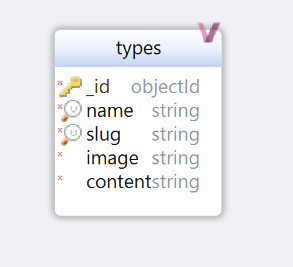 types
_id objectId
name string
slug string
image string
content string